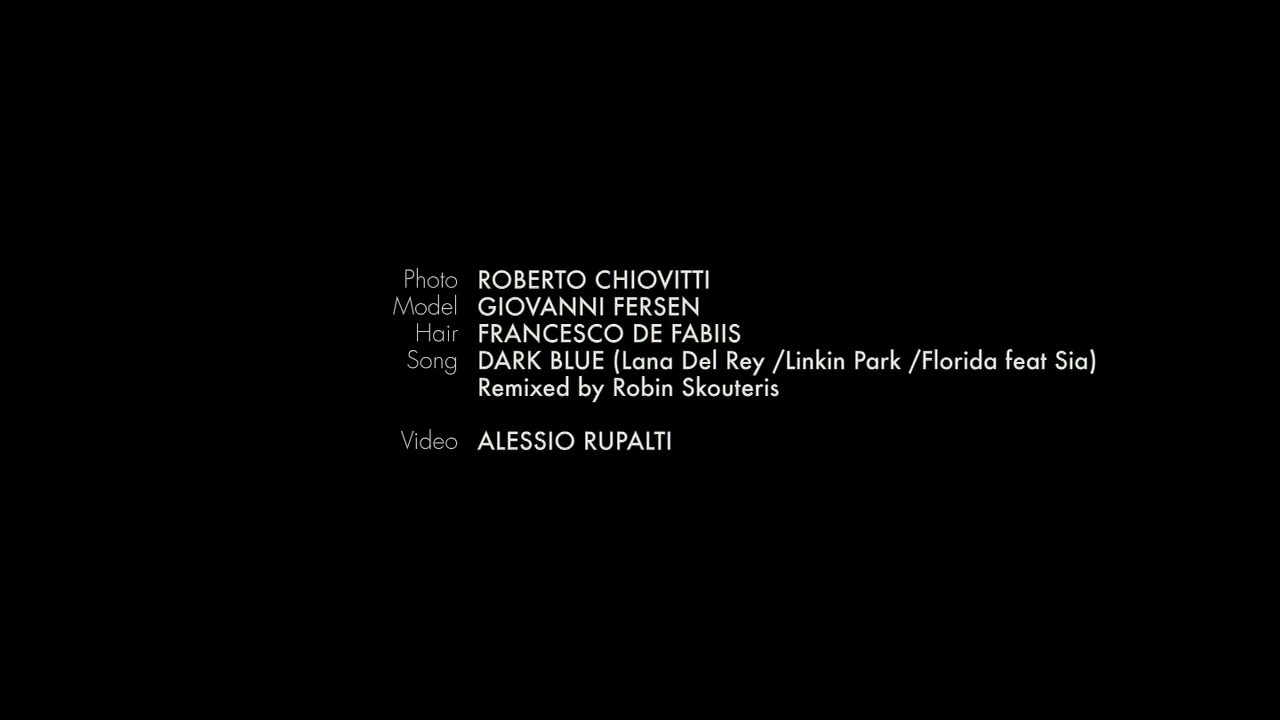 Photo ROBERTO CHIOVITTI
Model GIOVANNI FERSEN
Hair FRANCESCO DE FABIIS
Song DARK BLUE (Lana Del Rey /Linkin Park /Florida feat Sia)
Remixed by Robin Skouteris
Video ALESSIO RUPALTI